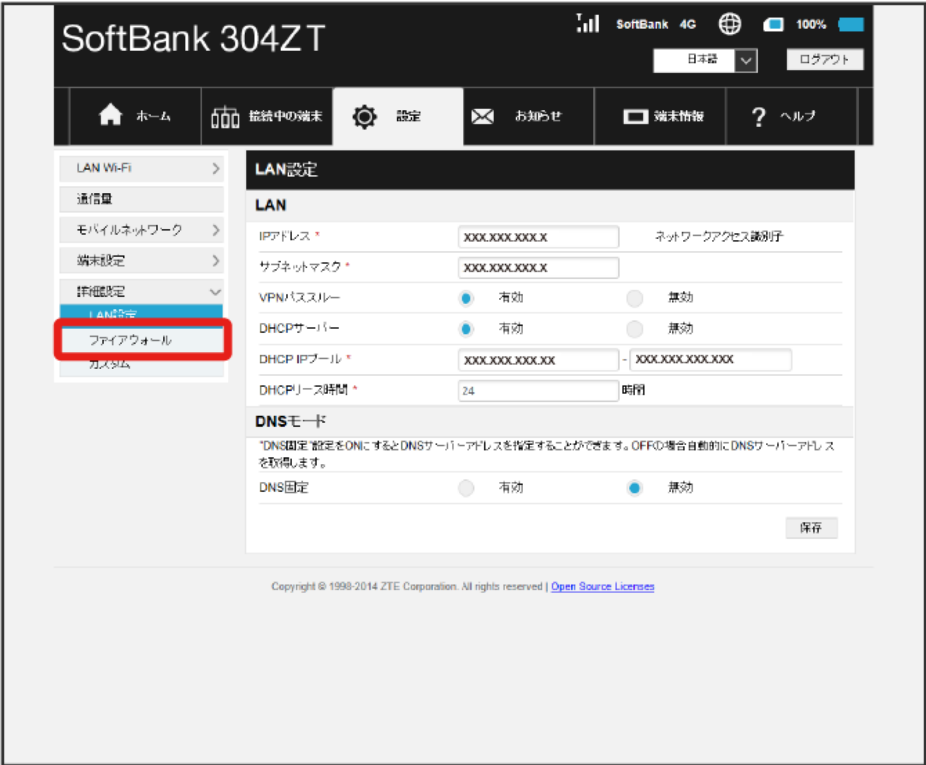 SoftBank 304ZT
SoftBank 4G 100%
日本語 ログアウト
ホーム 接続中の端末 設定 お知らせ 端末情報 ? ヘルプ
LAN Wi-Fi
通信量
モバイルネットワーク
端末設定
詳細設定
LAN設定
ファイアウォール
カスタム
LAN設定
LAN
IPアドレス * XXX.XXX.XXX.X ネットワークアクセス識別子
サブネットマスク * XXX.XXX.XXX.X
VPNパススルー 有効 無効
DHCPサーバー 有効 無効
DHCP IPプール * XXX.XXX.XXX.XX - XXX.XXX.XXX.XXX
DHCPリース時間 * 24 時間
DNSモード
"DNS固定"設定をONにするとDNSサーバーアドレスを指定することができます。OFFの場合自動的にDNSサーバーアドレス
を取得します。
DNS固定 有効 無効
保存
Copyright © 1998-2014 ZTE Corporation. All rights reserved | Open Source Licenses